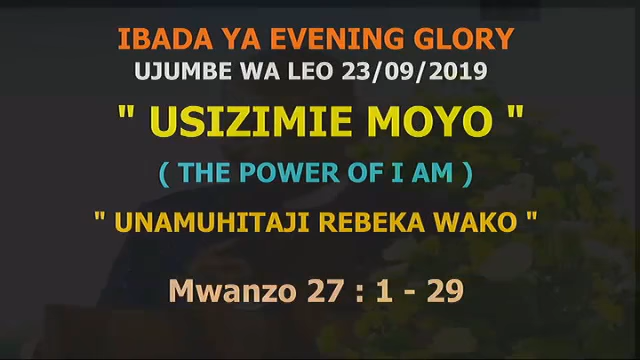 IBADA YA EVENING GLORY
UJUMBE WA LEO 23/09/2019
" USIZIMIE MOYO "
( THE POWER OF I AM )
" UNAMUHITAJI REBEKA WAKO "
Mwanzo 27 : 1 - 29